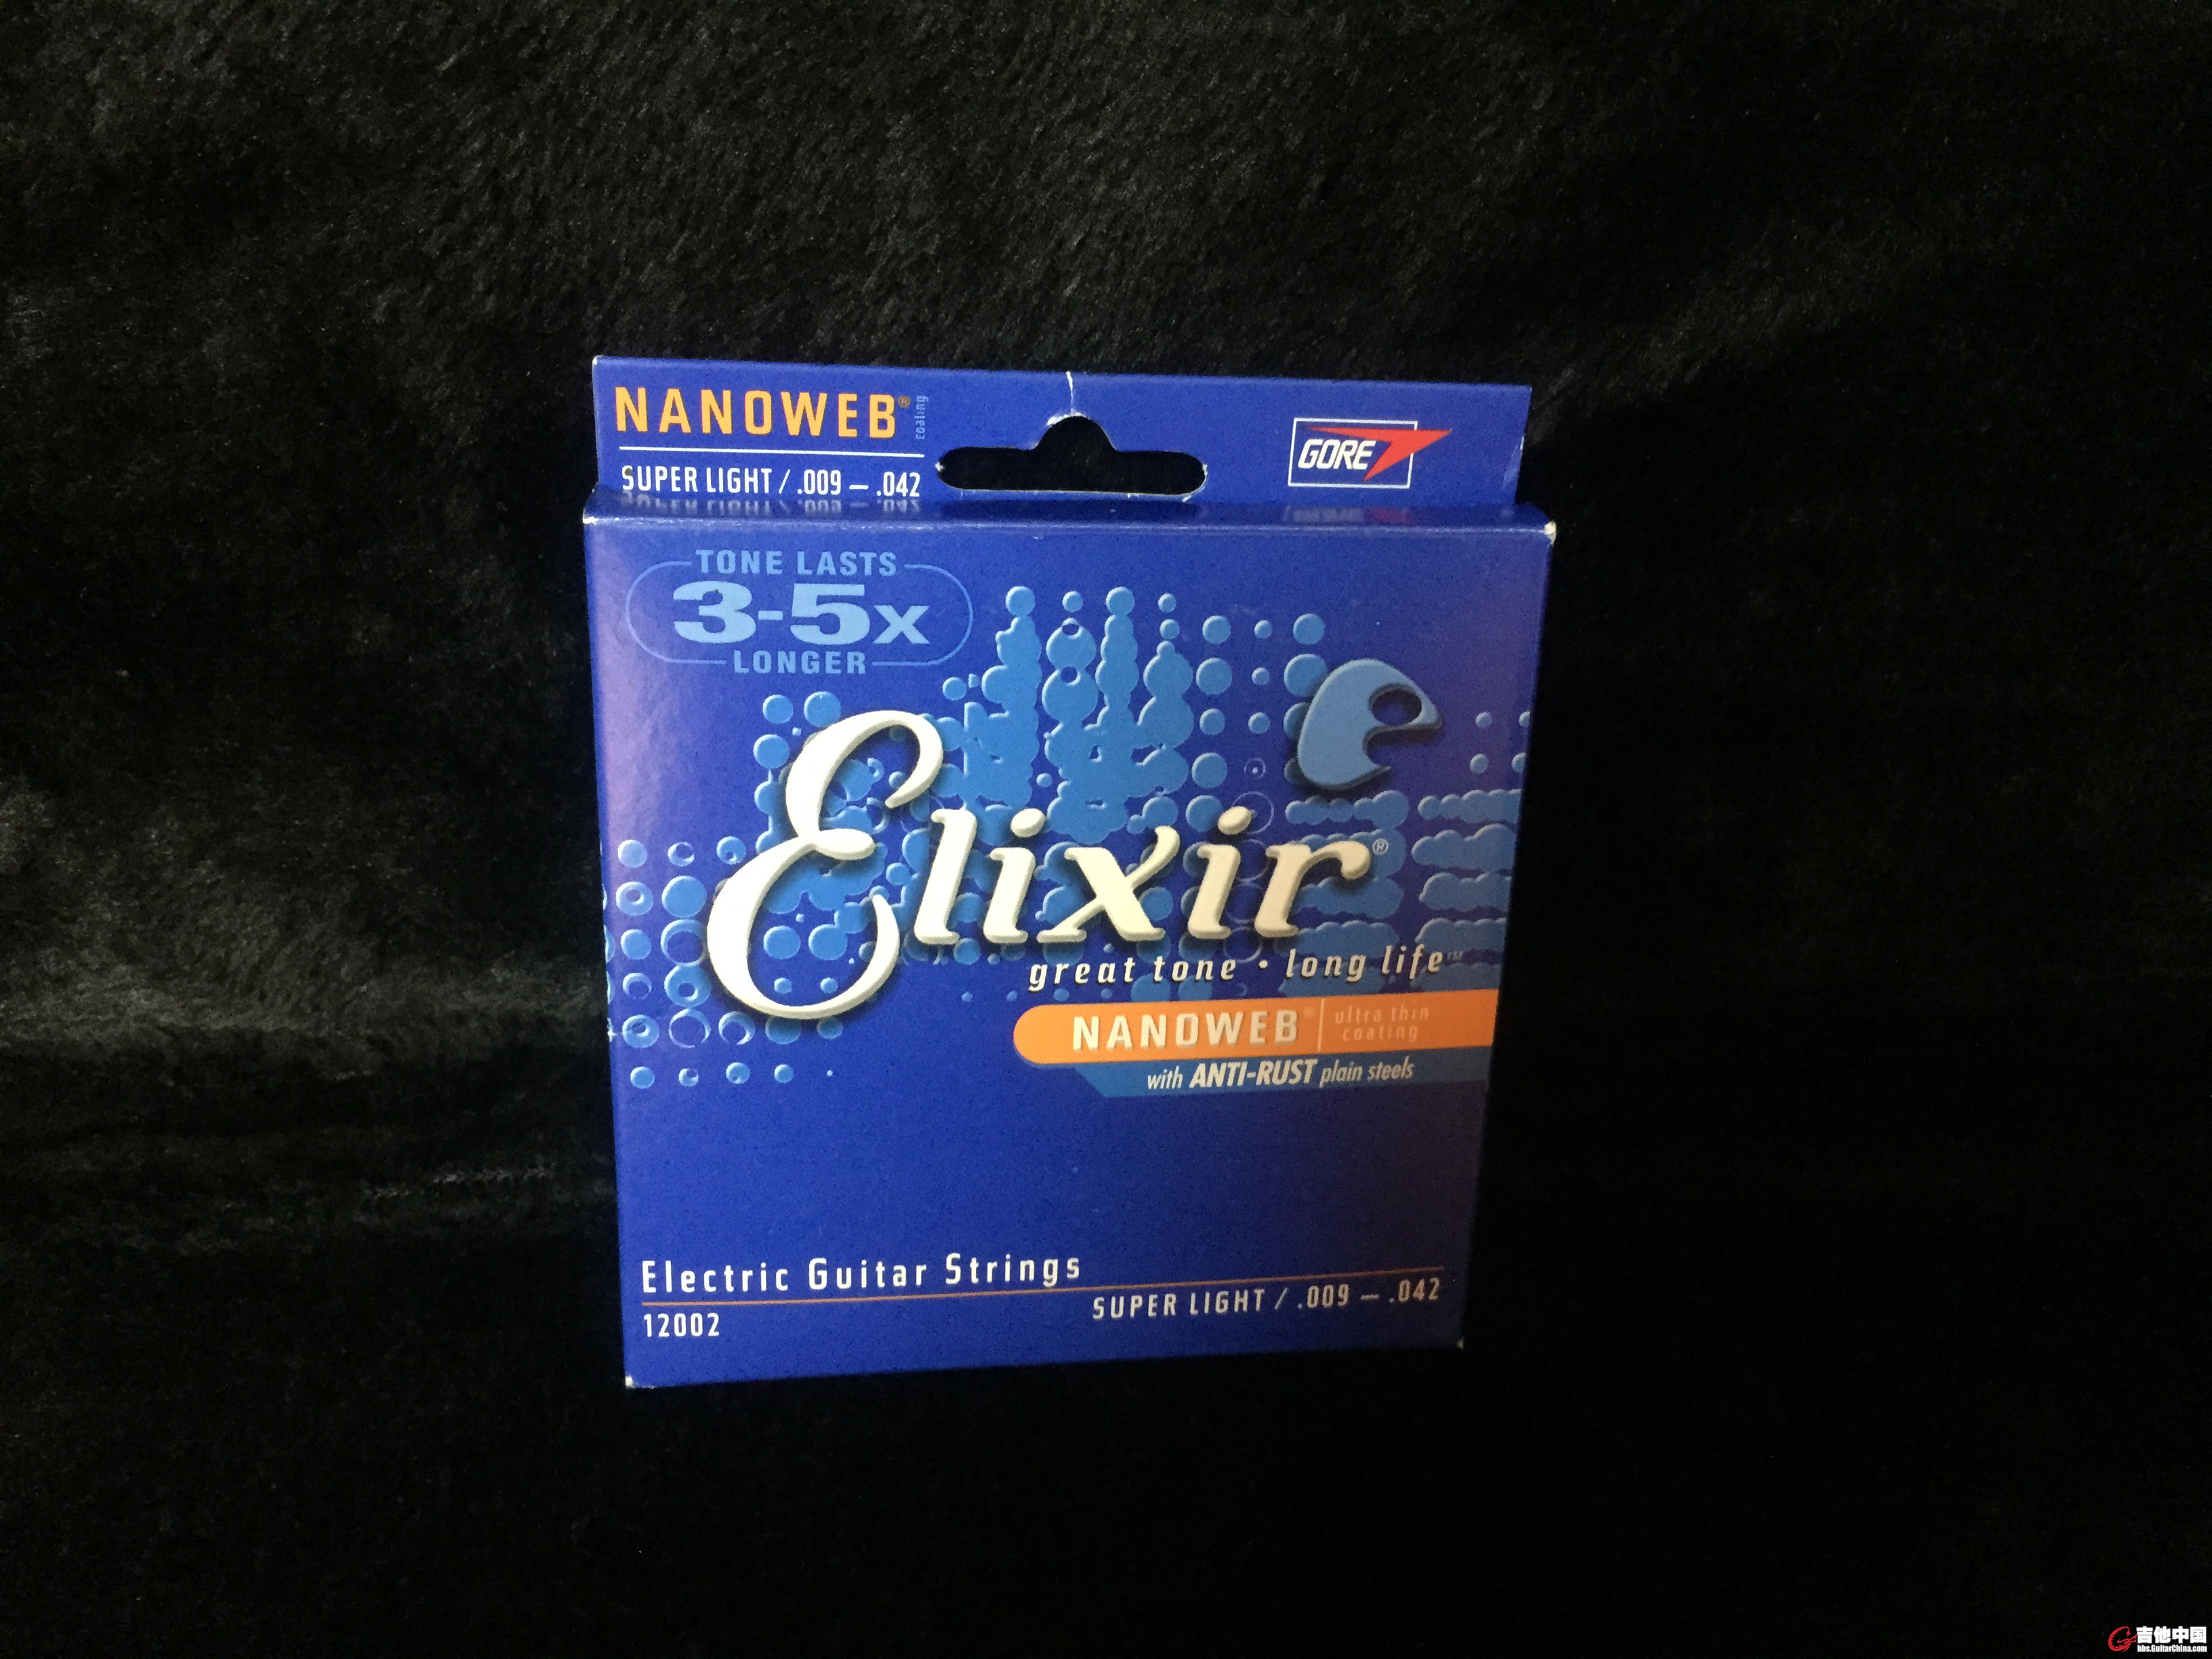 NANOWEB®
coating
SUPER LIGHT / .009 – .042
GORE
TONE LASTS
3-5x
LONGER
e
Elixir®
great tone • long life™
NANOWEB® ultra thin
coating
with ANTI-RUST plain steels
Electric Guitar Strings
12002
SUPER LIGHT / .009 – .042
吉他中国
bbs.GuitarChina.com